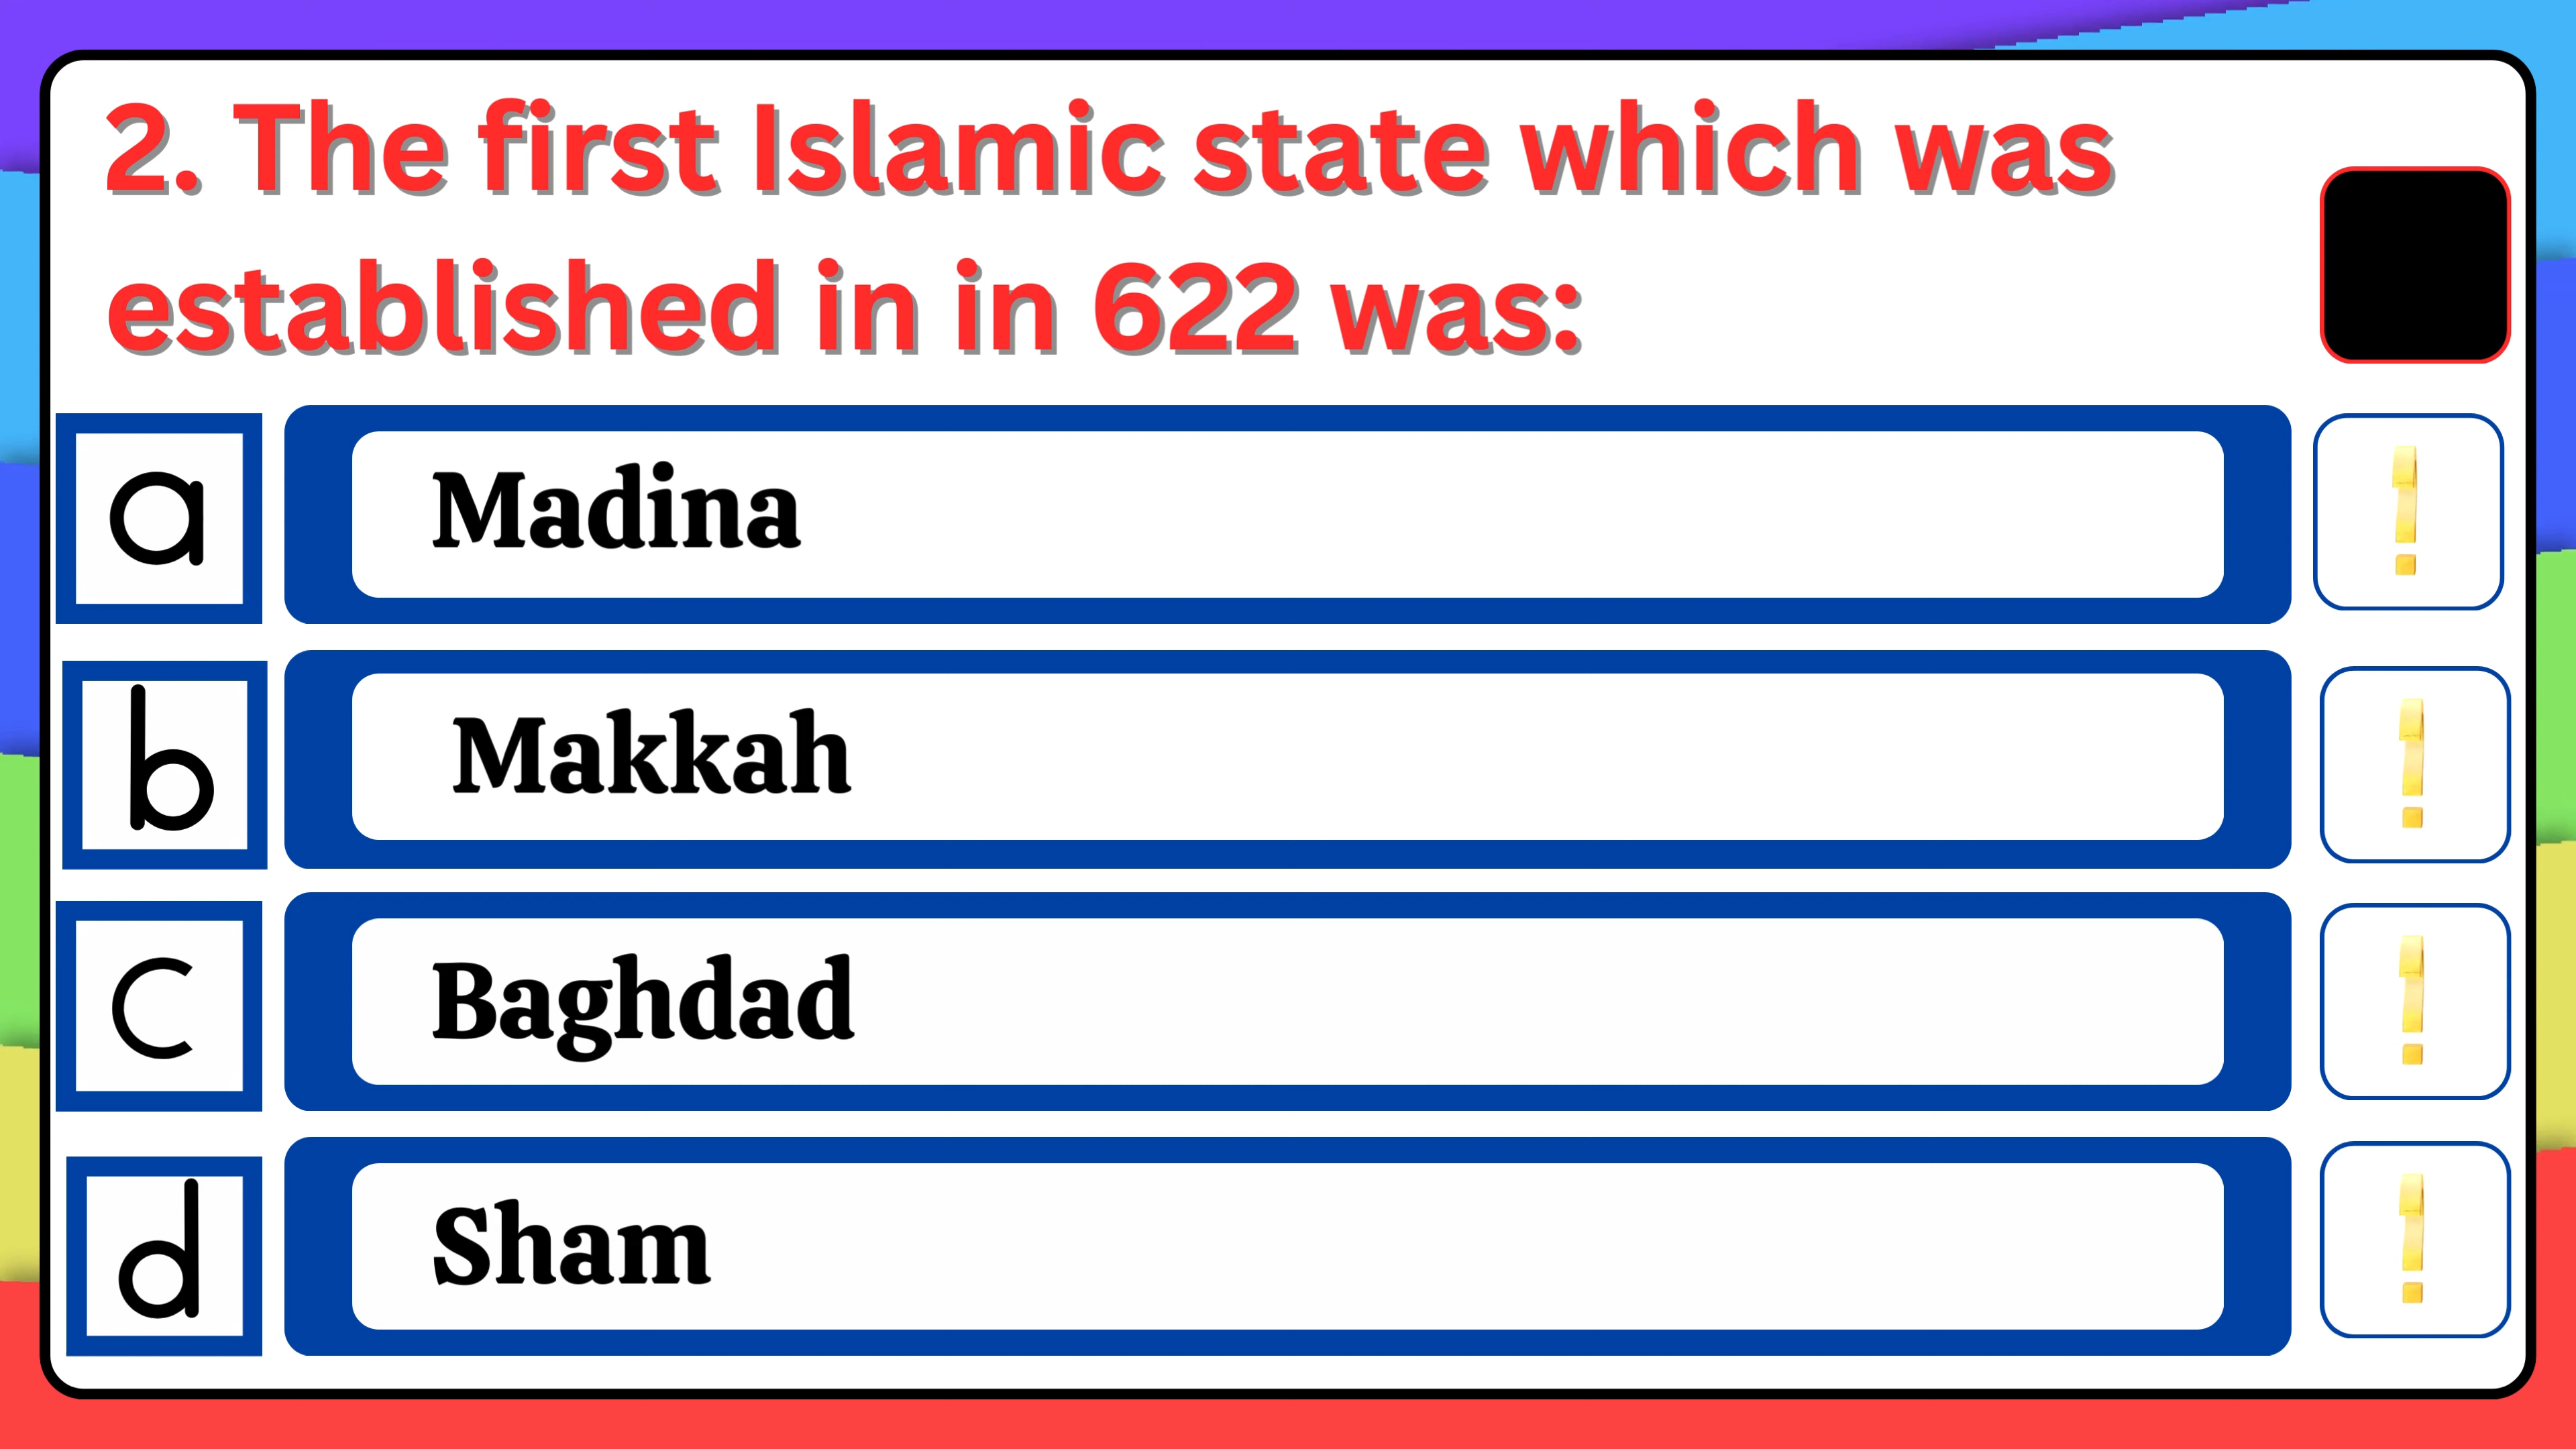 2. The first Islamic state which was
established in in 622 was:
a Madina
b Makkah
c Baghdad
d Sham